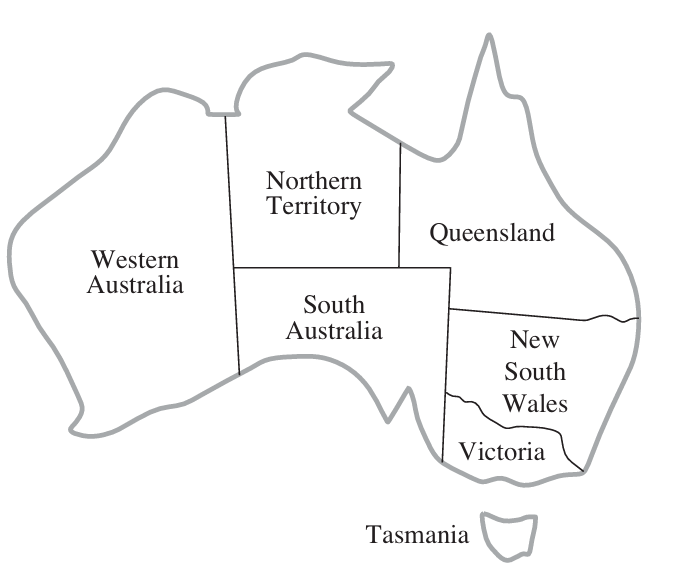 Northern
Territory
Queensland
Western
Australia
South
Australia
New
South
Wales
Victoria
Tasmania